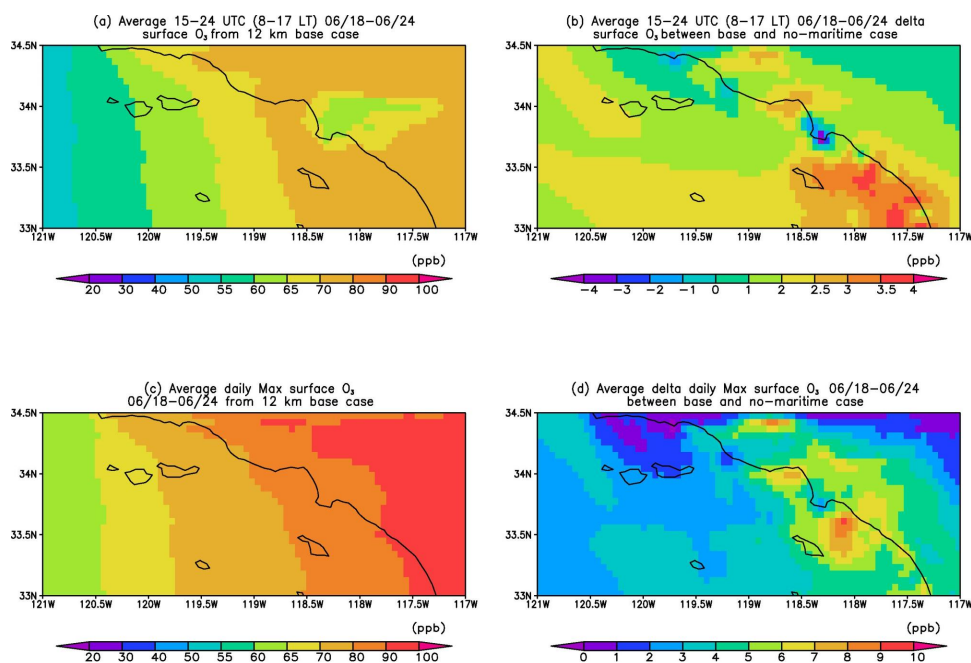 (a) Average 15-24 UTC (8-17 LT) 06/18-06/24
surface O₃ from 12 km base case
34.5N
34N
33.5N
33N
121W 120.5W 120W 119.5W 119W 118.5W 118W 117.5W 117W
(ppb)
20 30 40 55 60 65 70 80 90 100
(b) Average 15-24 UTC (8-17 LT) 06/18-06/24 delta
surface O₃ between base and no-maritime case
34.5N
34N
33.5N
33N
121W 120.5W 120W 119.5W 119W 118.5W 118W 117.5W 117W
(ppb)
-4 -3 -2 -1 0 1 2 2.5 3 3.5 4
(c) Average daily Max surface O₃
06/18-06/24 from 12 km base case
34.5N
34N
33.5N
33N
121W 120.5W 120W 119.5W 119W 118.5W 118W 117.5W 117W
(ppb)
20 30 40 55 60 65 70 80 90 100
(d) Average delta daily Max surface O₃ 06/18-06/24
between base and no-maritime case
34.5N
34N
33.5N
33N
121W 120.5W 120W 119.5W 119W 118.5W 118W 117.5W 117W
(ppb)
0 1 2 3 4 5 6 7 8 10